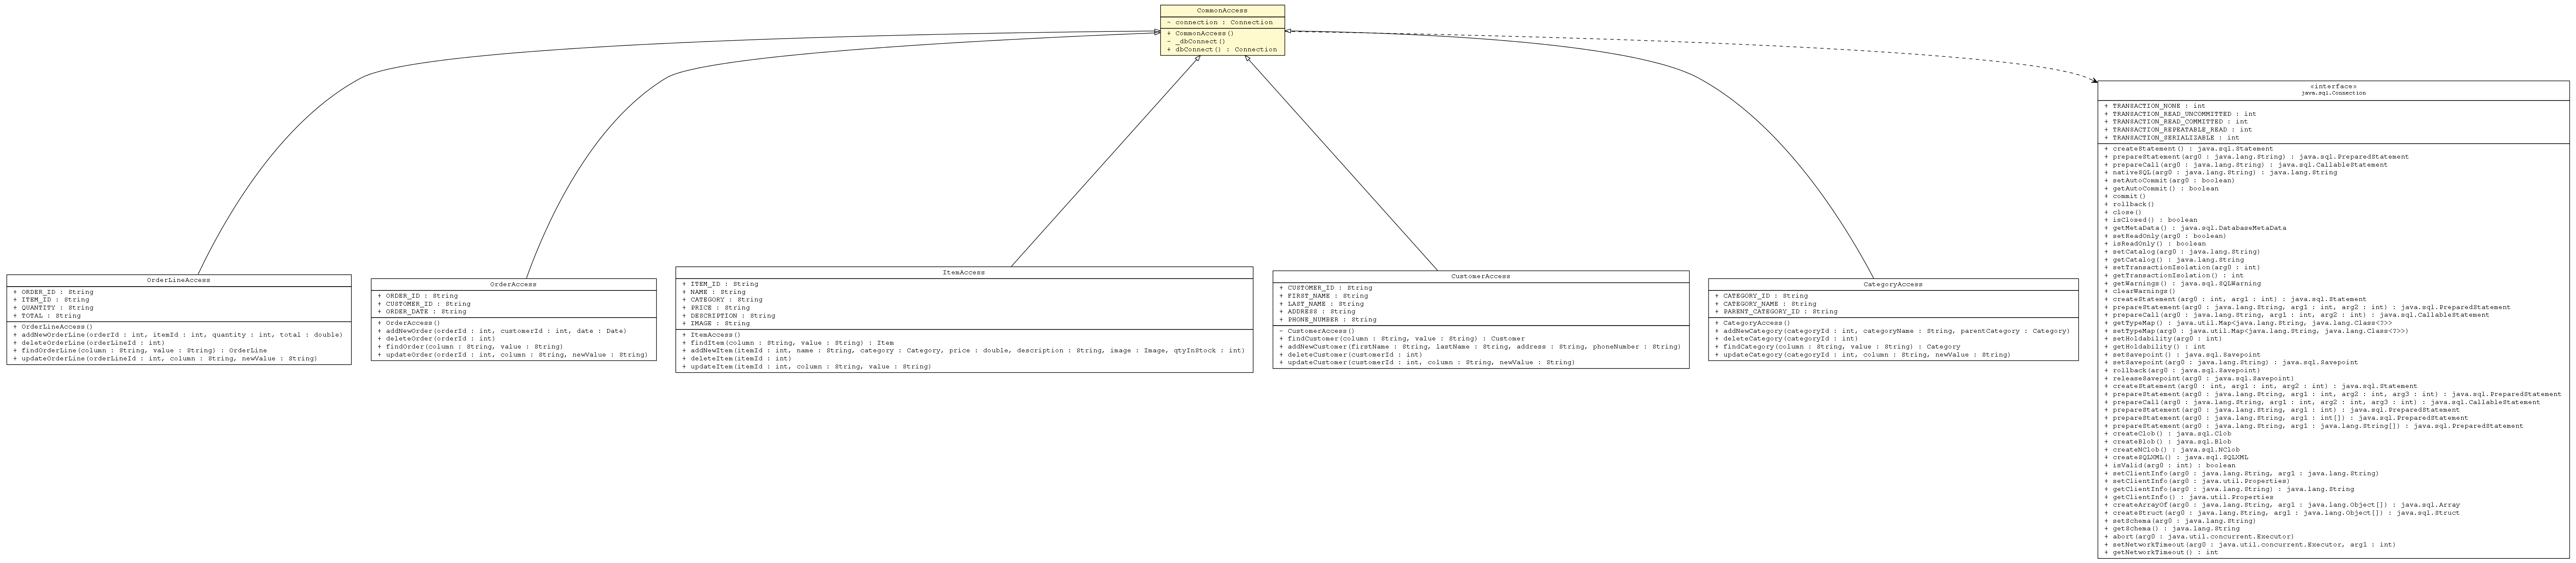 CommonAccess
- connection : Connection
+ CommonAccess()
- _dbConnect()
+ dbConnect() : Connection
OrderLineAccess
+ ORDER_ID : String
+ ITEM_ID : String
+ QUANTITY : String
+ TOTAL : String
+ OrderLineAccess()
+ addNewOrderLine(orderId : int, itemId : int, quantity : int, total : double)
+ deleteOrderLine(orderLineId : int)
+ findOrderLine(column : String, value : String) : OrderLine
+ updateOrderLine(orderLineId : int, column : String, newValue : String)
OrderAccess
+ ORDER_ID : String
+ CUSTOMER_ID : String
+ ORDER_DATE : String
+ OrderAccess()
+ addNewOrder(orderId : int, customerId : int, date : Date)
+ deleteOrder(orderId : int)
+ findOrder(column : String, value : String)
+ updateOrder(orderId : int, column : String, newValue : String)
ItemAccess
+ ITEM_ID : String
+ NAME : String
+ CATEGORY : String
+ PRICE : String
+ DESCRIPTION : String
+ IMAGE : String
+ ItemAccess()
+ findItem(column : String, value : String) : Item
+ addNewItem(itemId : int, name : String, category : Category, price : double, description : String, image : Image, qtyInStock : int)
+ deleteItem(itemId : int)
+ updateItem(itemId : int, column : String, value : String)
CustomerAccess
+ CUSTOMER_ID : String
+ FIRST_NAME : String
+ LAST_NAME : String
+ ADDRESS : String
+ PHONE_NUMBER : String
- CustomerAccess()
+ findCustomer(column : String, value : String) : Customer
+ addNewCustomer(firstName : String, lastName : String, address : String, phoneNumber : String)
+ deleteCustomer(customerId : int)
+ updateCustomer(customerId : int, column : String, newValue : String)
CategoryAccess
+ CATEGORY_ID : String
+ CATEGORY_NAME : String
+ PARENT_CATEGORY_ID : String
+ CategoryAccess()
+ addNewCategory(categoryId : int, categoryName : String, parentCategory : Category)
+ deleteCategory(categoryId : int)
+ findCategory(column : String, value : String) : Category
+ updateCategory(categoryId : int, column : String, newValue : String)
«interface»
java.sql.Connection
+ TRANSACTION_NONE : int
+ TRANSACTION_READ_UNCOMMITTED : int
+ TRANSACTION_READ_COMMITTED : int
+ TRANSACTION_REPEATABLE_READ : int
+ TRANSACTION_SERIALIZABLE : int
+ createStatement() : java.sql.Statement
+ prepareStatement(arg0 : java.lang.String) : java.sql.PreparedStatement
+ prepareCall(arg0 : java.lang.String) : java.sql.CallableStatement
+ nativeSQL(arg0 : java.lang.String) : java.lang.String
+ setAutoCommit(arg0 : boolean)
+ getAutoCommit() : boolean
+ commit()
+ rollback()
+ close()
+ isClosed() : boolean
+ getMetaData() : java.sql.DatabaseMetaData
+ setReadOnly(arg0 : boolean)
+ isReadOnly() : boolean
+ setCatalog(arg0 : java.lang.String)
+ getCatalog() : java.lang.String
+ setTransactionIsolation(arg0 : int)
+ getTransactionIsolation() : int
+ getWarnings() : java.sql.SQLWarning
+ clearWarnings()
+ createStatement(arg0 : int, arg1 : int) : java.sql.Statement
+ prepareStatement(arg0 : java.lang.String, arg1 : int, arg2 : int) : java.sql.PreparedStatement
+ prepareCall(arg0 : java.lang.String, arg1 : int, arg2 : int) : java.sql.CallableStatement
+ getTypeMap() : java.util.Map<java.lang.String, java.lang.Class<?>>
+ setTypeMap(arg0 : java.util.Map<java.lang.String, java.lang.Class<?>>)
+ setHoldability(arg0 : int)
+ getHoldability() : int
+ setSavepoint() : java.sql.Savepoint
+ setSavepoint(arg0 : java.lang.String) : java.sql.Savepoint
+ rollback(arg0 : java.sql.Savepoint)
+ releaseSavepoint(arg0 : java.sql.Savepoint)
+ createStatement(arg0 : int, arg1 : int, arg2 : int) : java.sql.Statement
+ prepareStatement(arg0 : java.lang.String, arg1 : int, arg2 : int, arg3 : int) : java.sql.PreparedStatement
+ prepareCall(arg0 : java.lang.String, arg1 : int, arg2 : int, arg3 : int) : java.sql.CallableStatement
+ prepareStatement(arg0 : java.lang.String, arg1 : int) : java.sql.PreparedStatement
+ prepareStatement(arg0 : java.lang.String, arg1 : int[]) : java.sql.PreparedStatement
+ prepareStatement(arg0 : java.lang.String, arg1 : java.lang.String[]) : java.sql.PreparedStatement
+ createClob() : java.sql.Clob
+ createBlob() : java.sql.Blob
+ createNClob() : java.sql.NClob
+ createSQLXML() : java.sql.SQLXML
+ isValid(arg0 : int) : boolean
+ setClientInfo(arg0 : java.lang.String, arg1 : java.lang.String)
+ setClientInfo(arg0 : java.util.Properties)
+ getClientInfo(arg0 : java.lang.String) : java.lang.String
+ getClientInfo() : java.util.Properties
+ createArrayOf(arg0 : java.lang.String, arg1 : java.lang.Object[]) : java.sql.Array
+ createStruct(arg0 : java.lang.String, arg1 : java.lang.Object[]) : java.sql.Struct
+ setSchema(arg0 : java.lang.String)
+ getSchema() : java.lang.String
+ abort(arg0 : java.util.concurrent.Executor)
+ setNetworkTimeout(arg0 : java.util.concurrent.Executor, arg1 : int)
+ getNetworkTimeout() : int